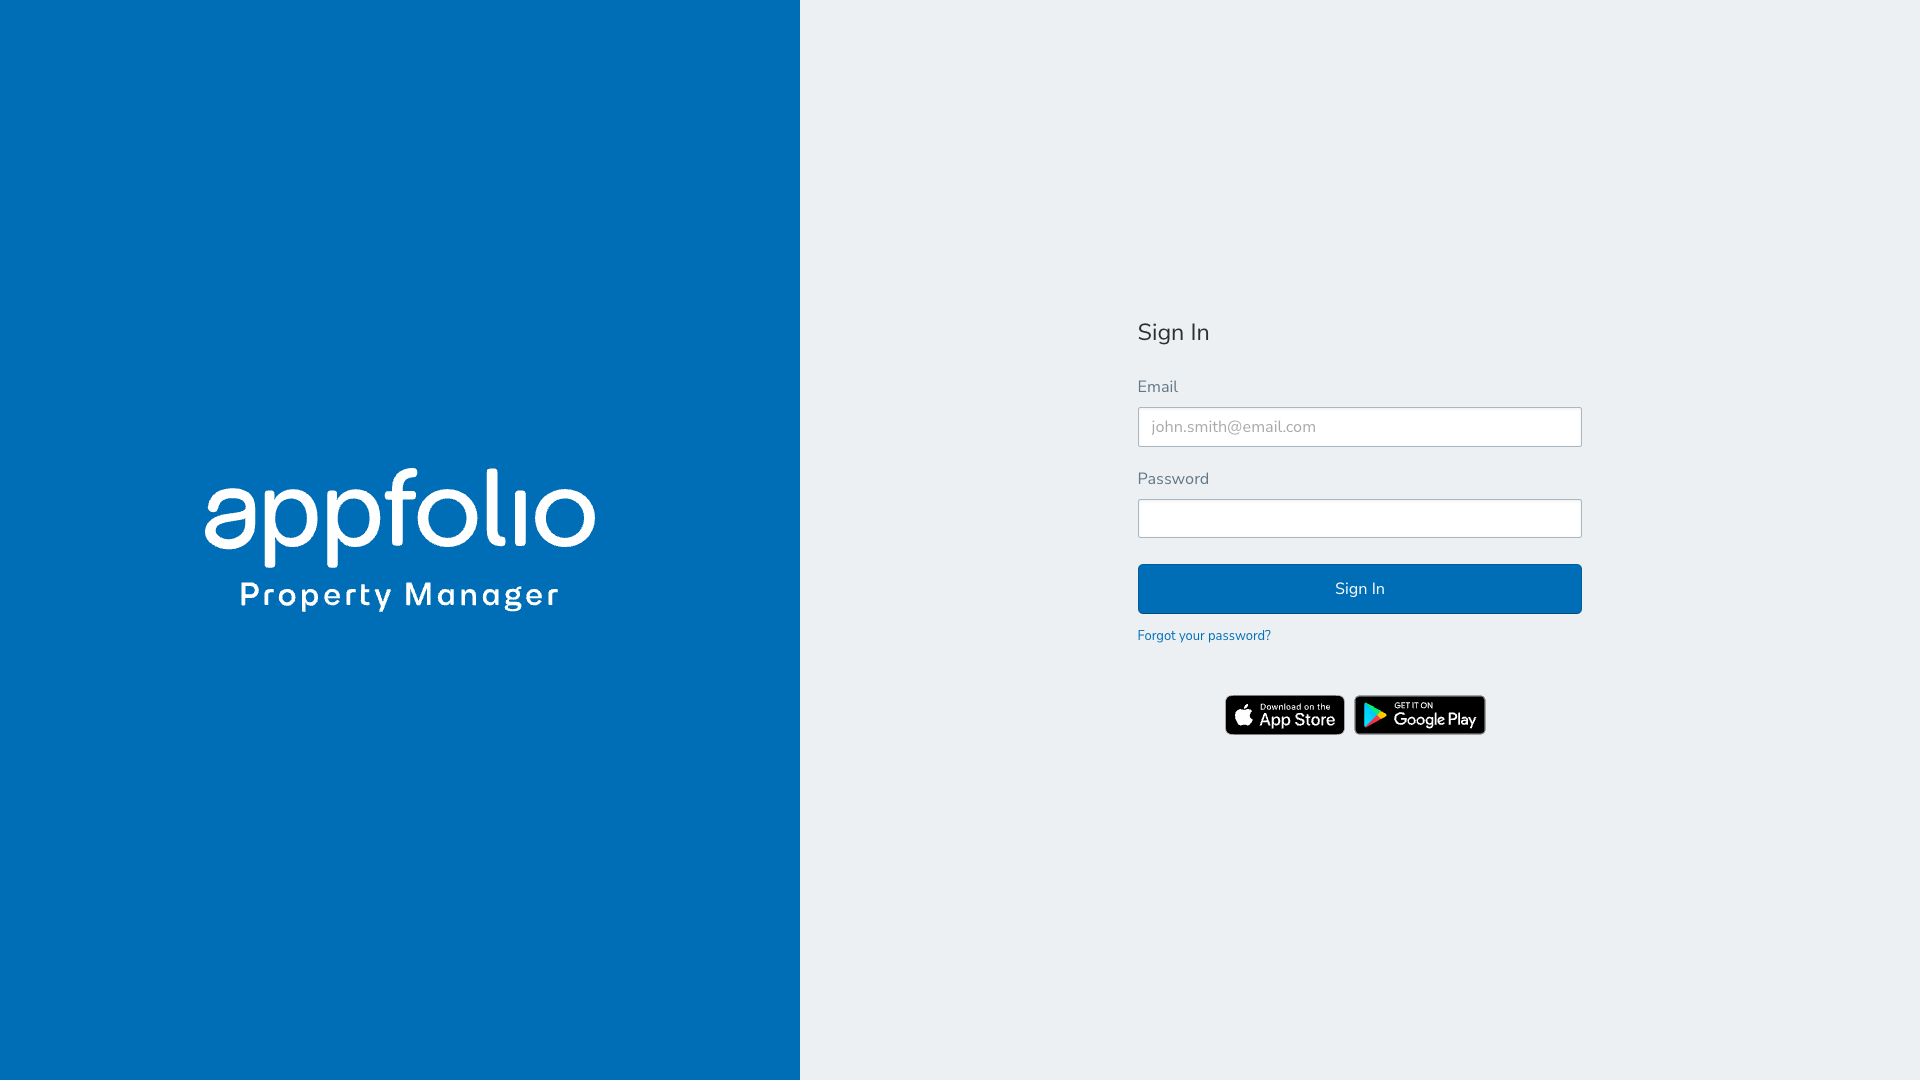 appfolio
Property Manager
Sign In
Email
john.smith@email.com
Password
Sign In
Forgot your password?
Download on the
App Store
GET IT ON
Google Play